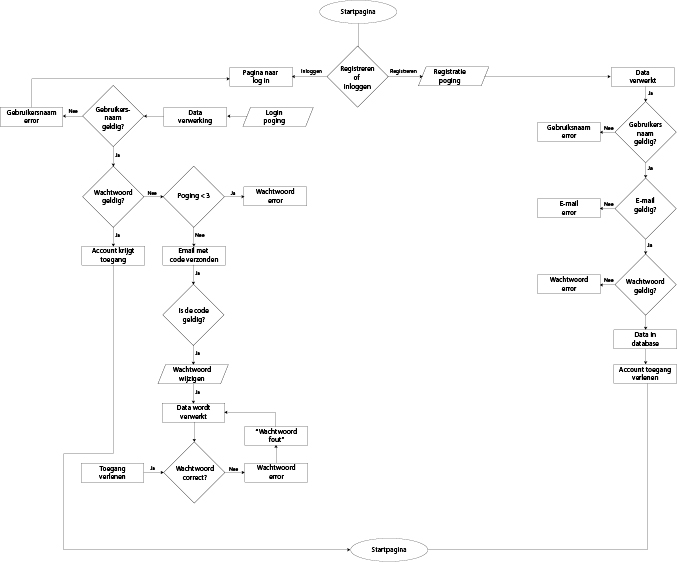 Startpagina
Registreren
of
inloggen
Inloggen
Registreren
Pagina naar
log in
Registratie
poging
Data
verwerkt
Ja
Gebruikersnaam
error
Nee
Gebruikers-
naam
geldig?
Data
verwerking
Login
poging
Gebruiksnaam
error
Nee
Gebruikers
naam
geldig?
Ja
Ja
Wachtwoord
geldig?
Nee
Poging < 3
Ja
Wachtwoord
error
E-mail
error
Nee
E-mail
geldig?
Ja
Nee
Ja
Account krijgt
toegang
Email met
code verzonden
Ja
Wachtwoord
error
Nee
Wachtwoord
geldig?
Is de code
geldig?
Data in
database
Ja
Wachtwoord
wijzigen
Account toegang
verlenen
Ja
Data wordt
verwerkt
"Wachtwoord
fout"
Toegang
verlenen
Ja
Wachtwoord
correct?
Nee
Wachtwoord
error
Startpagina